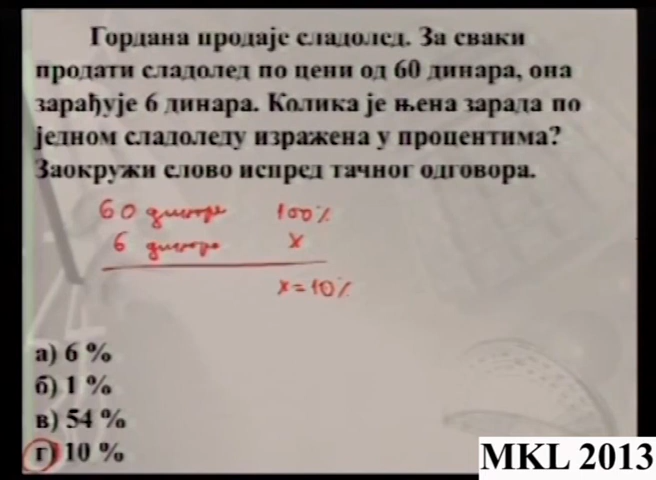 Гордана продаје сладолед. За сваки
продати сладолед по цени од 60 динара, она
зарађује 6 динара. Колика је њена зарада по
једном сладоледу изражена у процентима?
Заокружи слово испред тачног одговора.
60 динара 100%
6 динара x
x=10%
а) 6 %
б) 1 %
в) 54 %
г) 10 %
MKL 2013